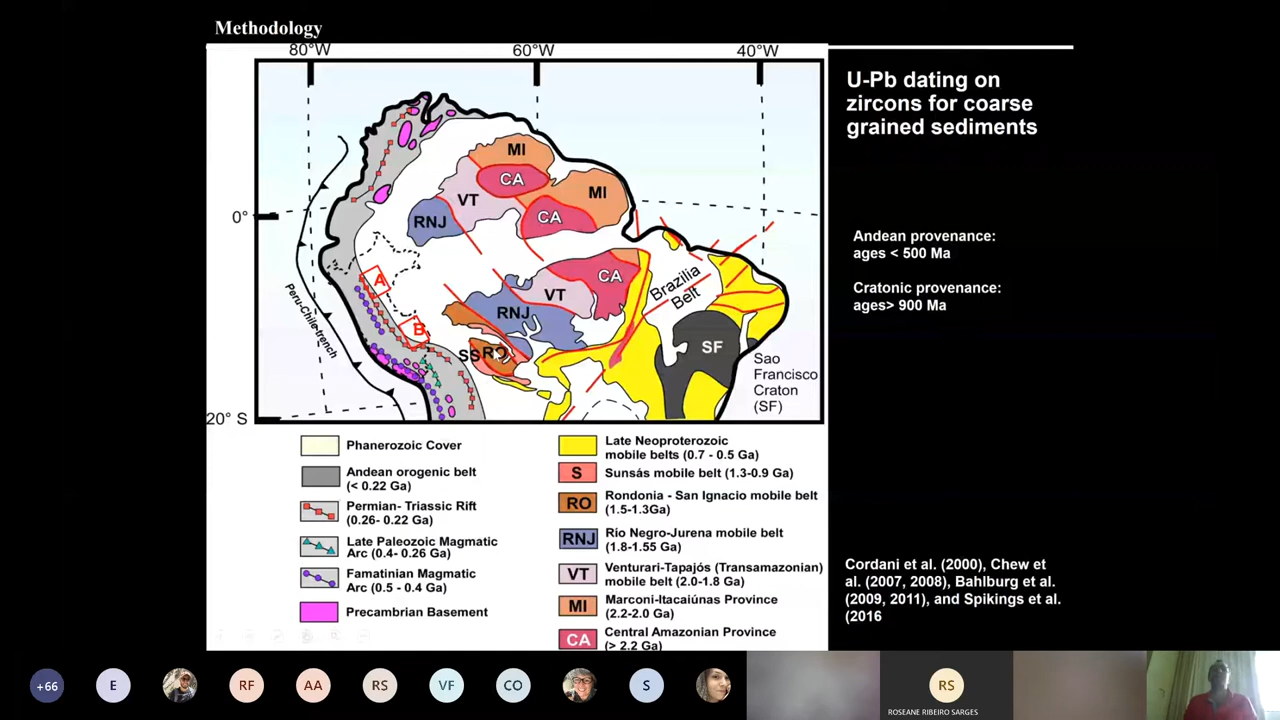 Methodology
80°W
60°W
40°W
0°
20° S
MI
CA
MI
VT
CA
RNJ
CA
A
VT
Brazilia
Belt
RNJ
B
SF
SS
RO
Peru-Chile-trench
Sao
Francisco
Craton
(SF)
Phanerozoic Cover
Andean orogenic belt
(< 0.22 Ga)
Permian- Triassic Rift
(0.26- 0.22 Ga)
Late Paleozoic Magmatic
Arc (0.4- 0.26 Ga)
Famatinian Magmatic
Arc (0.5 - 0.4 Ga)
Precambrian Basement
Late Neoproterozoic
mobile belts (0.7 - 0.5 Ga)
S Sunsás mobile belt (1.3-0.9 Ga)
RO Rondonia - San Ignacio mobile belt
(1.5-1.3Ga)
RNJ Rio Negro-Jurena mobile belt
(1.8-1.55 Ga)
VT Venturari-Tapajós (Transamazonian)
mobile belt (2.0-1.8 Ga)
MI Marconi-Itacaiúnas Province
(2.2-2.0 Ga)
CA Central Amazonian Province
(> 2.2 Ga)
U-Pb dating on
zircons for coarse
grained sediments
Andean provenance:
ages < 500 Ma
Cratonic provenance:
ages> 900 Ma
Cordani et al. (2000), Chew et
al. (2007, 2008), Bahlburg et al.
(2009, 2011), and Spikings et al.
(2016
+66
E
RF
AA
RS
VF
CO
S
RS
ROSEANE RIBEIRO SARGES